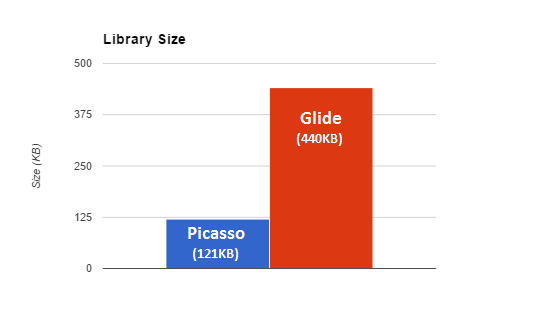 Library Size
500
375
250
125
0
Size (KB)
Glide
(440KB)
Picasso
(121KB)